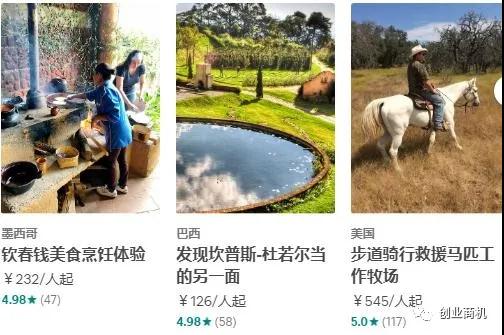 墨西哥
钦春钱美食烹饪体验
￥232/人起
4.98★ (47)
巴西
发现坎普斯-杜若尔当
的另一面
￥126/人起
4.98★ (58)
美国
步道骑行救援马匹工
作牧场
￥545/人起
5.0★ (117)
创业商机